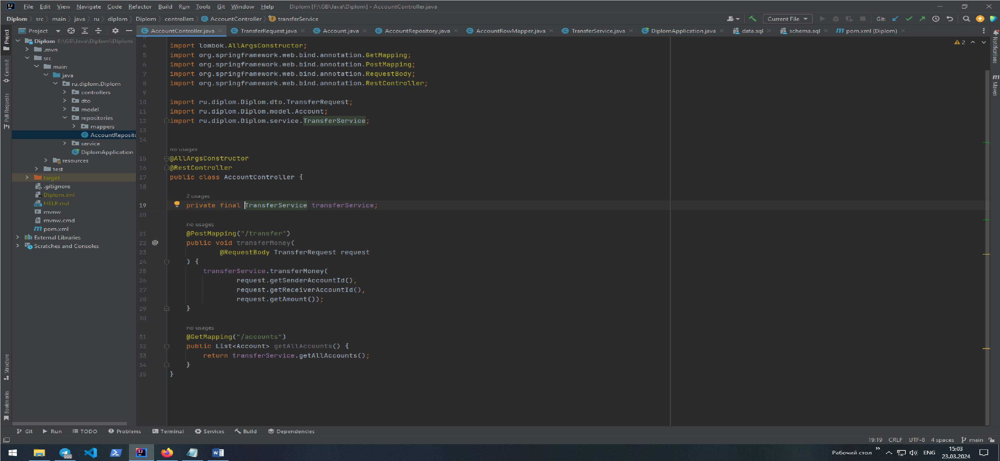 File Edit View Navigate Code Refactor Build Run Tools Git Window Help Diplom [F:\GB\Java\Diplom] - AccountController.java
Diplom src main java ru diplom Diplom controllers AccountController transferService Current File Git:
Project AccountController.java TransferRequest.java Account.java AccountRepository.java AccountRowMapper.java TransferService.java DiplomApplication.java data.sql schema.sql pom.xml (Diplom)
Project
Commit
Pull Requests
Structure
Bookmarks
Diplom F:\GB\Java\Diplom\Diplom
.mvn
src
main
java
ru.diplom.Diplom
controllers
dto
model
repositories
mappers
AccountReposito
service
DiplomApplication
resources
test
target
.gitignore
Diplom.iml
HELP.md
mvnw
mvnw.cmd
pom.xml
External Libraries
Scratches and Consoles
2
4 import lombok.AllArgsConstructor;
5 import org.springframework.web.bind.annotation.GetMapping;
6 import org.springframework.web.bind.annotation.PostMapping;
7 import org.springframework.web.bind.annotation.RequestBody;
8 import org.springframework.web.bind.annotation.RestController;
9
10 import ru.diplom.Diplom.dto.TransferRequest;
11 import ru.diplom.Diplom.model.Account;
12 import ru.diplom.Diplom.service.TransferService;
13
14
no usages
15 @AllArgsConstructor
16 @RestController
17 public class AccountController {
18
2 usages
19 private final TransferService transferService;
20
no usages
21 @PostMapping("/transfer")
22 public void transferMoney(
23 @RequestBody TransferRequest request
24 ) {
25 transferService.transferMoney(
26 request.getSenderAccountId(),
27 request.getReceiverAccountId(),
28 request.getAmount());
29 }
30
no usages
31 @GetMapping("/accounts")
32 public List<Account> getAllAccounts() {
33 return transferService.getAllAccounts();
34 }
35 }
Notifications
Maven
Git Run TODO Problems Terminal Services Build Dependencies
19:19 CRLF UTF-8 4 spaces main
100
Рабочий стол » ENG
15:03
23.03.2024